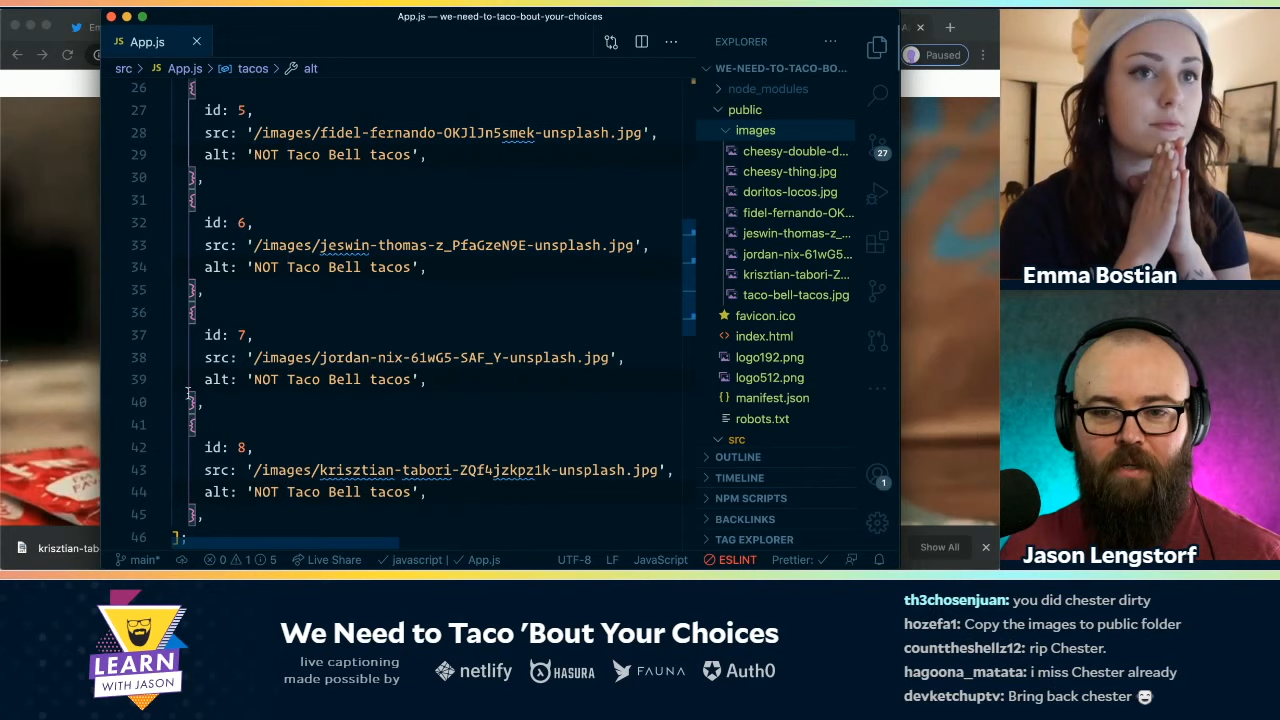 App.js — we-need-to-taco-bout-your-choices
JS App.js
EXPLORER
Paused
src > JS App.js > tacos > alt
WE-NEED-TO-TACO-BO...
26 {
27 id: 5,
28 src: '/images/fidel-fernando-OKJlJn5smek-unsplash.jpg',
29 alt: 'NOT Taco Bell tacos',
30 },
31 {
32 id: 6,
33 src: '/images/jeswin-thomas-z_PfaGzeN9E-unsplash.jpg',
34 alt: 'NOT Taco Bell tacos',
35 },
36 {
37 id: 7,
38 src: '/images/jordan-nix-61wG5-SAF_Y-unsplash.jpg',
39 alt: 'NOT Taco Bell tacos',
40 },
41 {
42 id: 8,
43 src: '/images/krisztian-tabori-ZQf4jzkpz1k-unsplash.jpg',
44 alt: 'NOT Taco Bell tacos',
45 },
46 ];
node_modules
public
images
cheesy-double-d...
cheesy-thing.jpg
doritos-locos.jpg
fidel-fernando-OK...
jeswin-thomas-z_...
jordan-nix-61wG5...
krisztian-tabori-Z...
taco-bell-tacos.jpg
favicon.ico
index.html
logo192.png
logo512.png
manifest.json
robots.txt
src
OUTLINE
TIMELINE
NPM SCRIPTS
BACKLINKS
TAG EXPLORER
27
1
krisztian-tab
Show All
main* 0 1 5 Live Share javascript | App.js UTF-8 LF JavaScript ESLINT Prettier:
Emma Bostian
Jason Lengstorf
LEARN
WITH JASON
We Need to Taco 'Bout Your Choices
live captioning
made possible by
netlify HASURA FAUNA Auth0
th3chosenjuan: you did chester dirty
hozefa1: Copy the images to public folder
counttheshellz12: rip Chester.
hagoona_matata: i miss Chester already
devketchuptv: Bring back chester